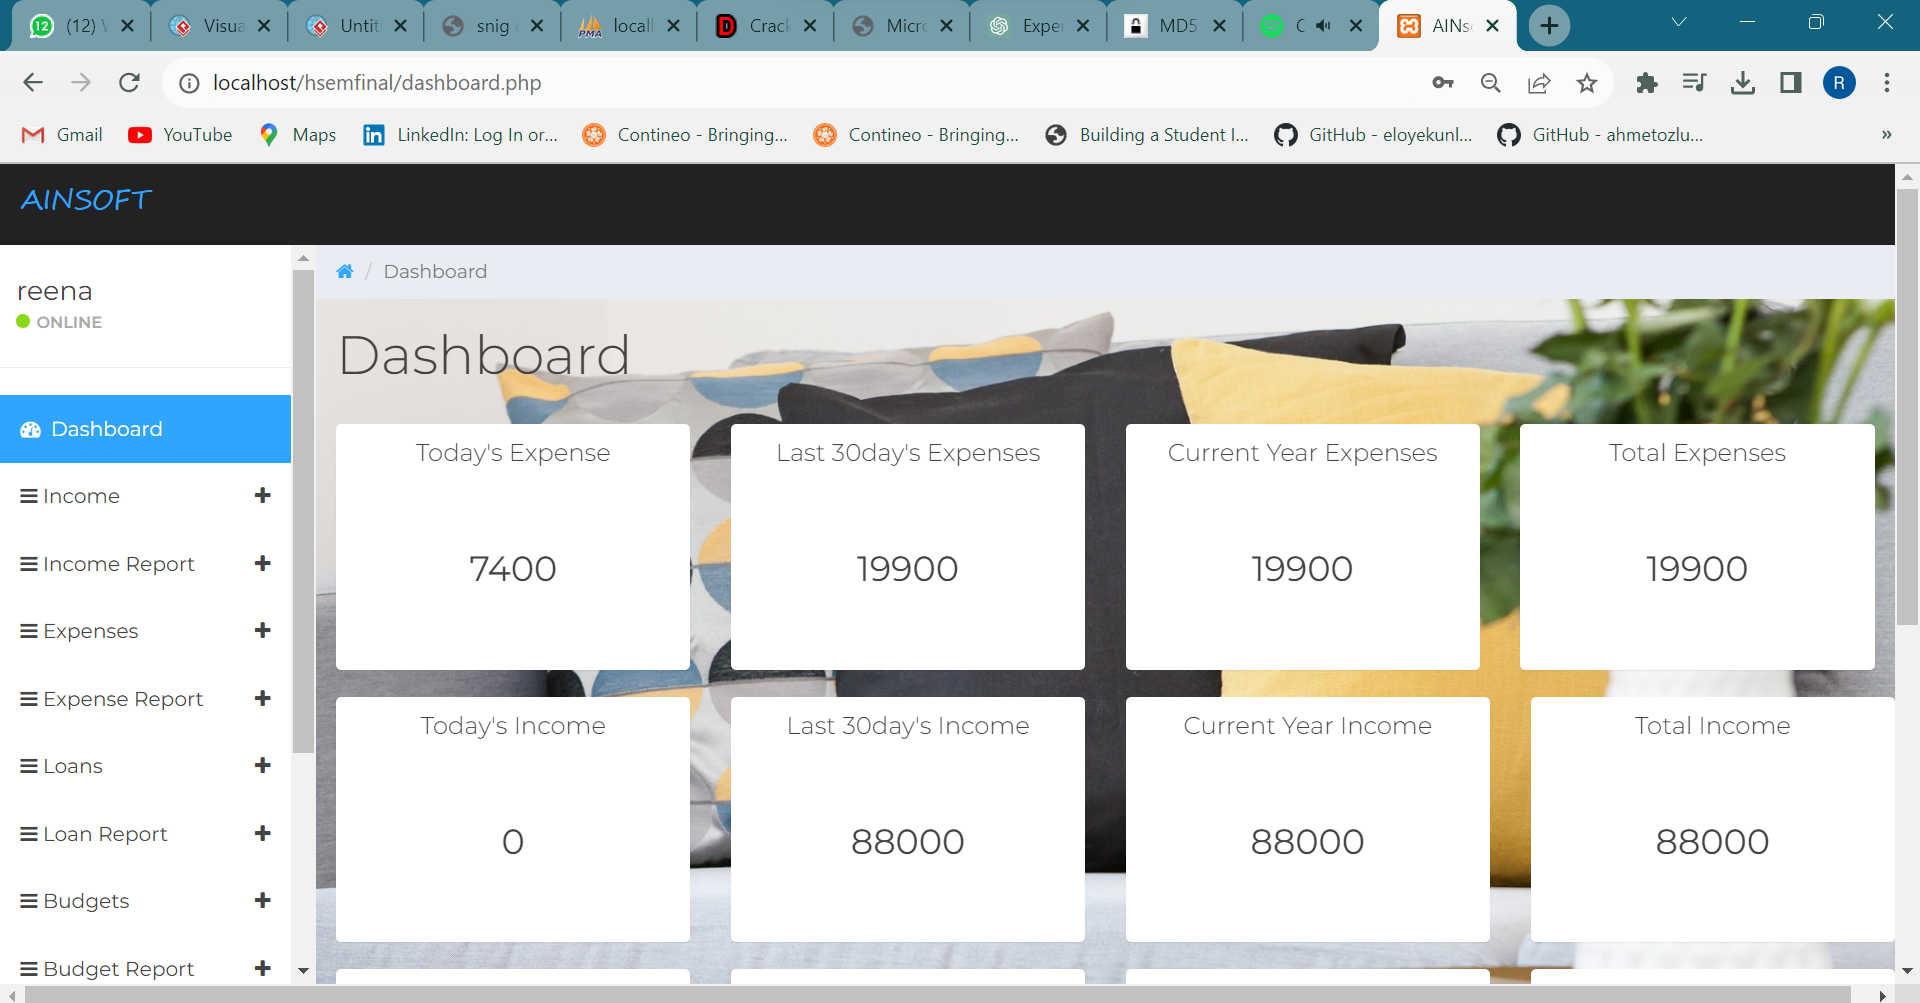 (12) W
Visua
Untit
snig
locall
Crack
Micro
Exper
MD5
C
AINs
localhost/hsemfinal/dashboard.php
R
Gmail
YouTube
Maps
LinkedIn: Log In or...
Contineo - Bringing...
Contineo - Bringing...
Building a Student I...
GitHub - eloyekunl...
GitHub - ahmetozlu...
»
AINSOFT
reena
ONLINE
Dashboard
Income
Income Report
Expenses
Expense Report
Loans
Loan Report
Budgets
Budget Report
/ Dashboard
Dashboard
Today's Expense
7400
Last 30day's Expenses
19900
Current Year Expenses
19900
Total Expenses
19900
Today's Income
0
Last 30day's Income
88000
Current Year Income
88000
Total Income
88000